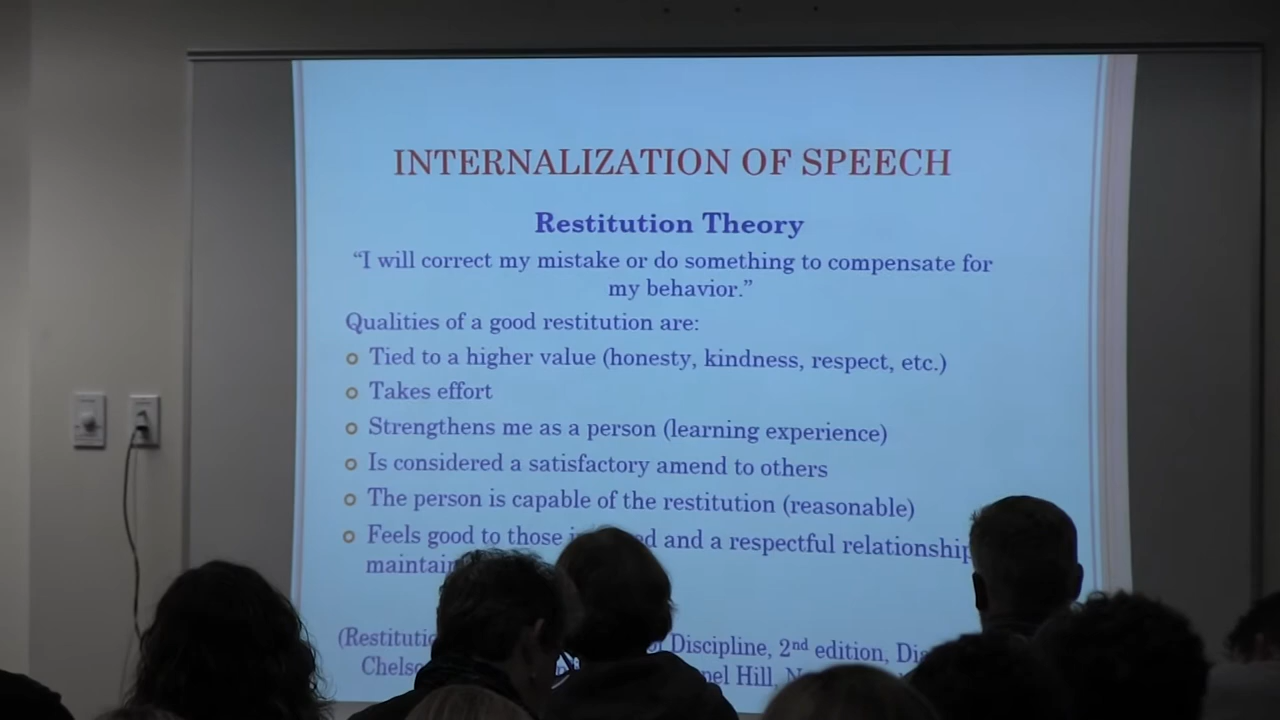 INTERNALIZATION OF SPEECH
Restitution Theory
“I will correct my mistake or do something to compensate for
my behavior.”
Qualities of a good restitution are:
Tied to a higher value (honesty, kindness, respect, etc.)
Takes effort
Strengthens me as a person (learning experience)
Is considered a satisfactory amend to others
The person is capable of the restitution (reasonable)
Feels good to those and a respectful relationship
Discipline, 2nd edition,
Hill,